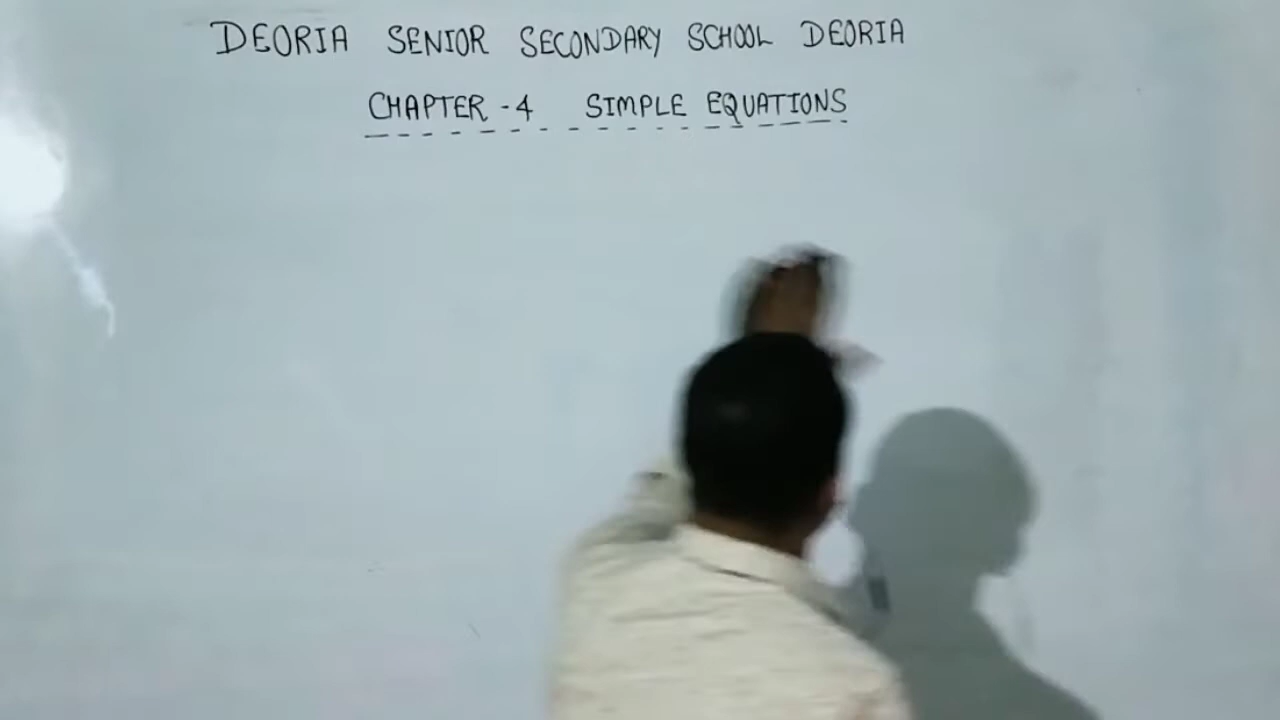 DEORIA SENIOR SECONDARY SCHOOL DEORIA
CHAPTER - 4 SIMPLE EQUATIONS